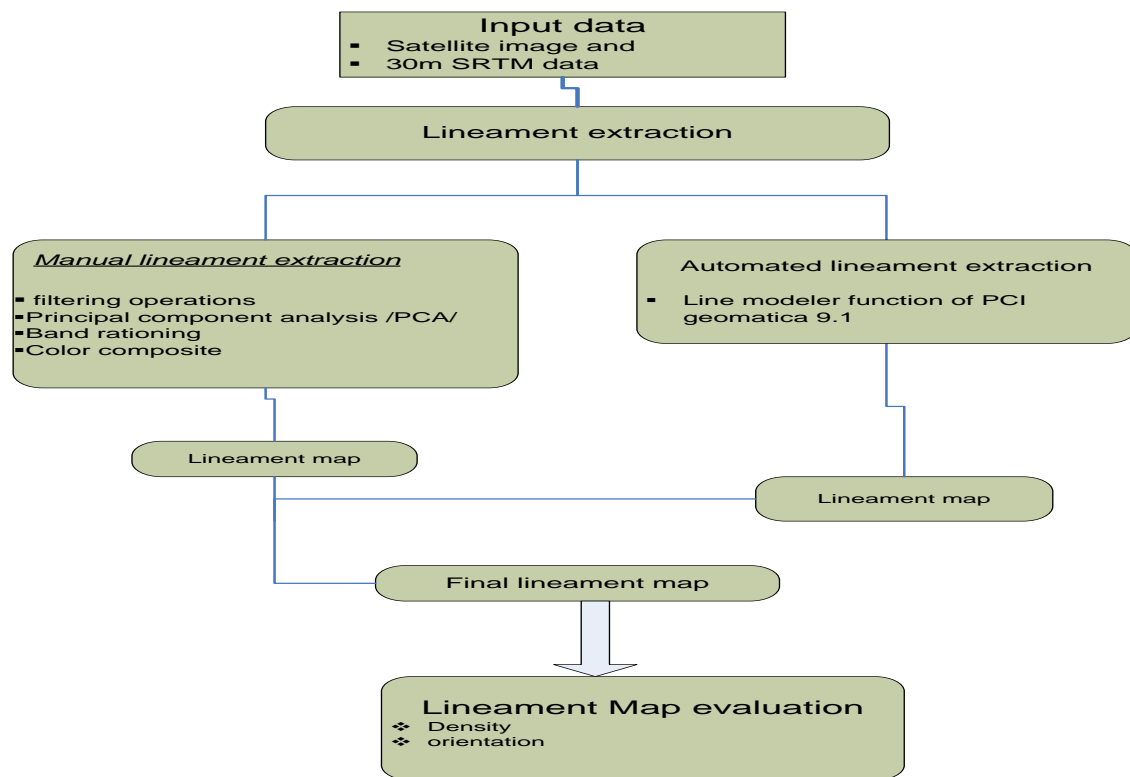 Input data
▪ Satellite image and
▪ 30m SRTM data
Lineament extraction
Manual lineament extraction
▪ filtering operations
▪Principal component analysis /PCA/
▪Band rationing
▪Color composite
Automated lineament extraction
▪ Line modeler function of PCI
geomatica 9.1
Lineament map
Lineament map
Final lineament map
Lineament Map evaluation
❖ Density
❖ orientation